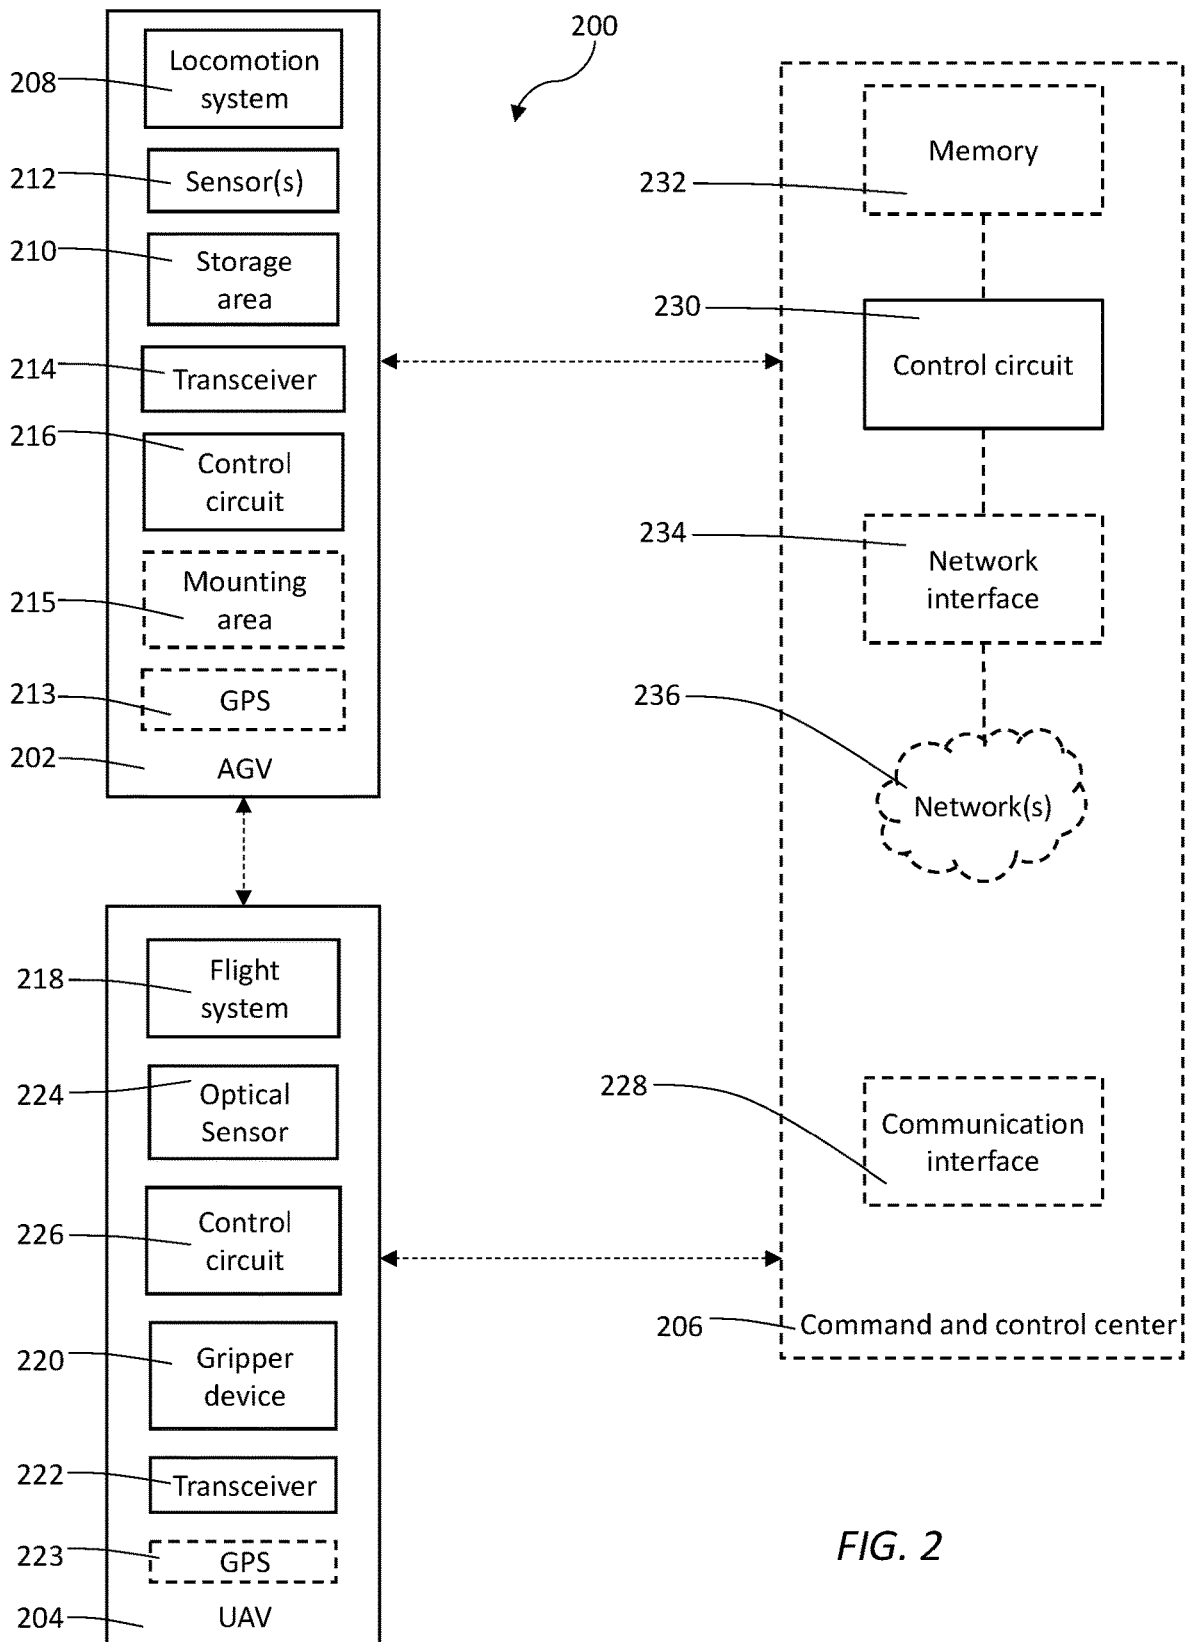 200
208
Locomotion
system
212
Sensor(s)
210
Storage
area
214
Transceiver
216
Control
circuit
215
Mounting
area
213
GPS
202
AGV
218
Flight
system
224
Optical
Sensor
226
Control
circuit
220
Gripper
device
222
Transceiver
223
GPS
204
UAV
232
Memory
230
Control circuit
234
Network
interface
236
Network(s)
228
Communication
interface
206
Command and control center
FIG. 2